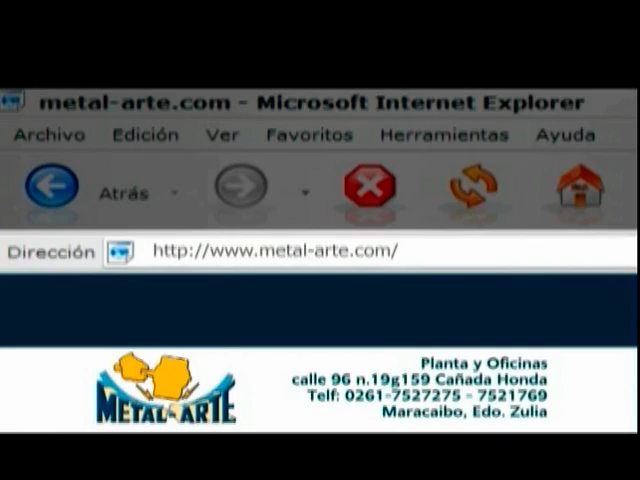 metal-arte.com - Microsoft Internet Explorer
Archivo Edición Ver Favoritos Herramientas Ayuda
Atrás
Dirección http://www.metal-arte.com/
METAL-ARTE
Planta y Oficinas
calle 96 n.19g159 Cañada Honda
Telf: 0261-7527275 - 7521769
Maracaibo, Edo. Zulia